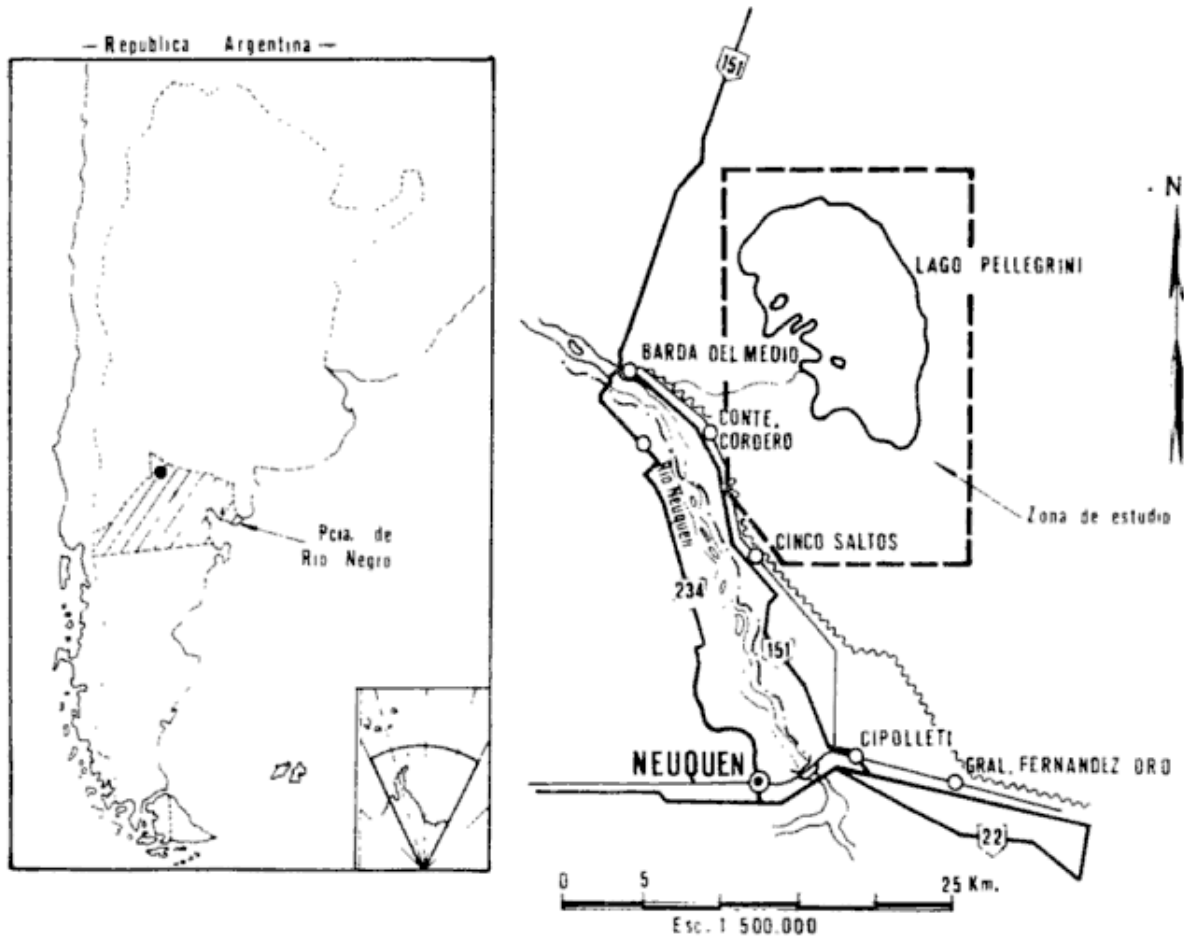 — Republica Argentina —
Pcia. de
Rio Negro
151
N
LAGO PELLEGRINI
BARDA DEL MEDIO
CONTE.
CORDERO
Rio Neuquen
Zona de estudio
CINCO SALTOS
234
151
CIPOLLETI
NEUQUEN
GRAL. FERNANDEZ ORO
22
0 5 25 Km.
Esc. 1 500.000